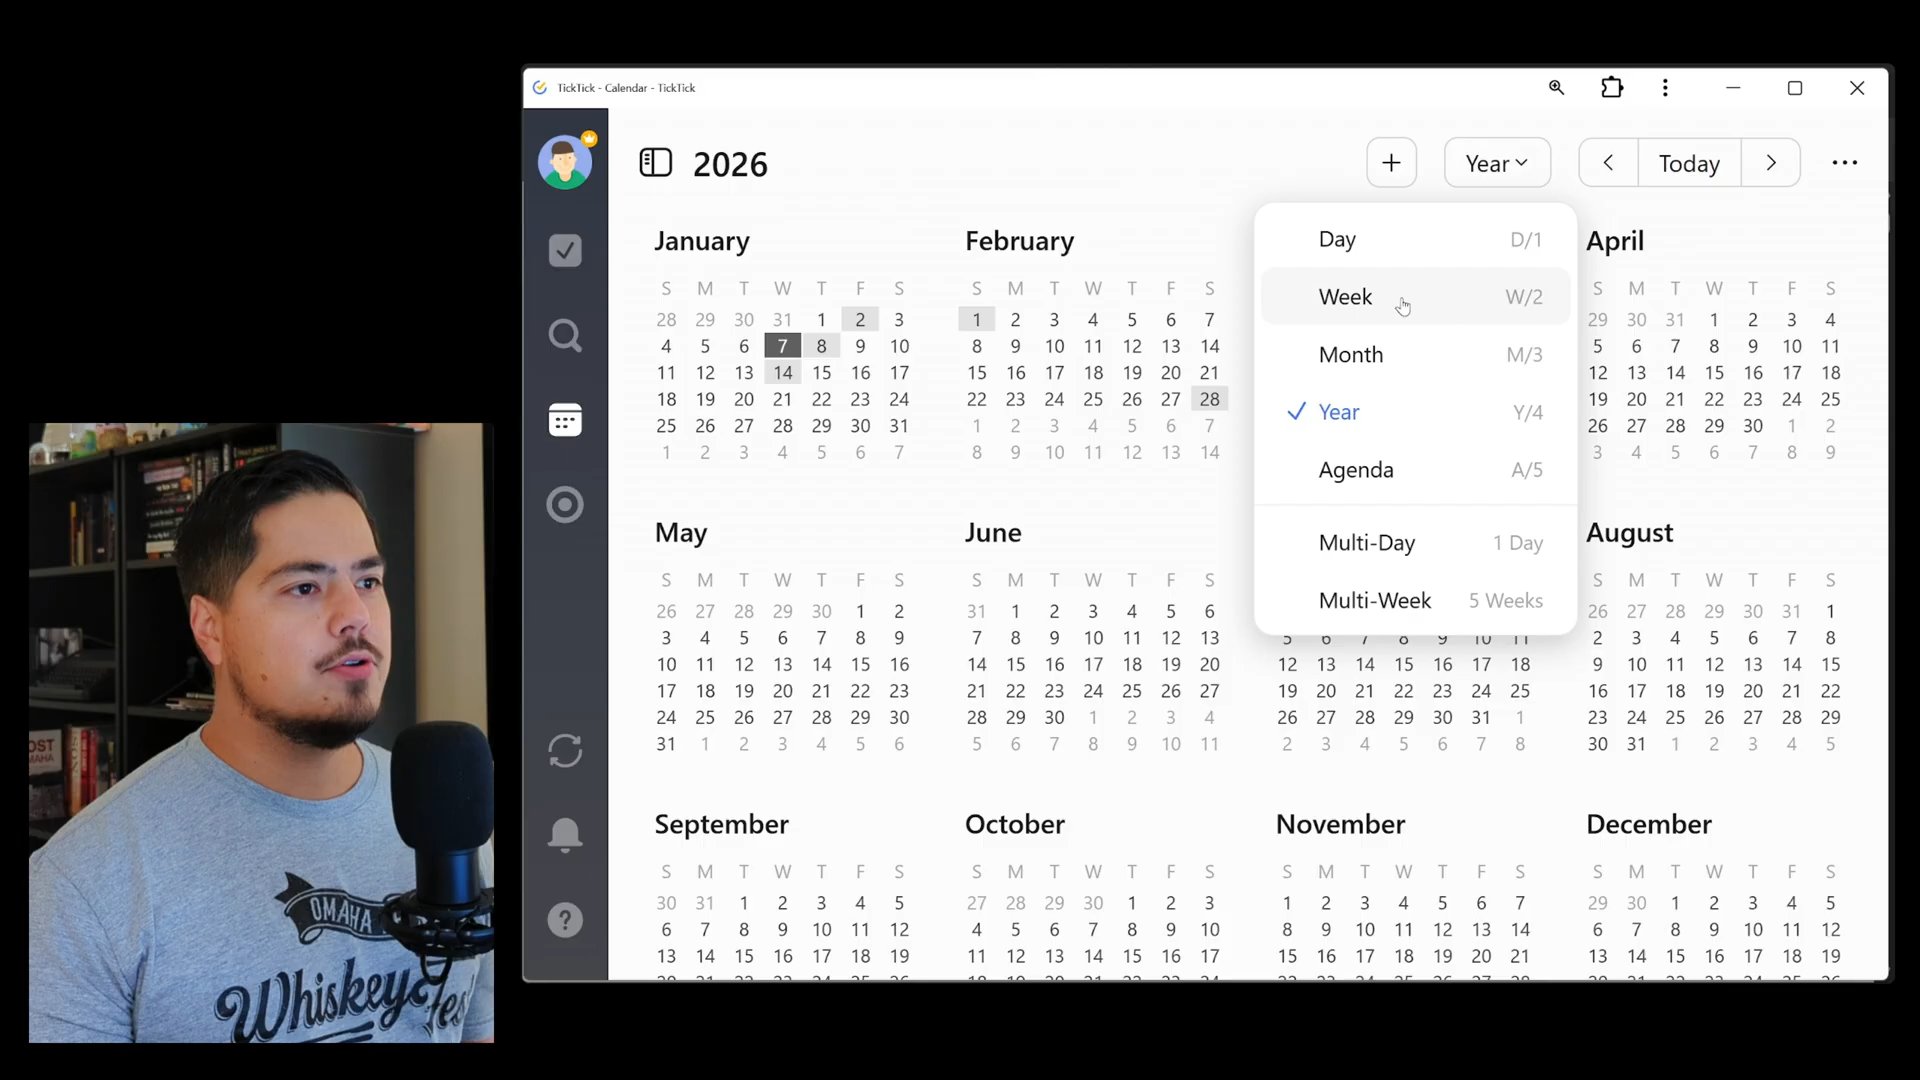 TickTick - Calendar - TickTick
2026
Year
Today
Day D/1
Week W/2
Month M/3
Year Y/4
Agenda A/5
Multi-Day 1 Day
Multi-Week 5 Weeks
January
S M T W T F S
28 29 30 31 1 2 3
4 5 6 7 8 9 10
11 12 13 14 15 16 17
18 19 20 21 22 23 24
25 26 27 28 29 30 31
1 2 3 4 5 6 7
February
S M T W T F S
1 2 3 4 5 6 7
8 9 10 11 12 13 14
15 16 17 18 19 20 21
22 23 24 25 26 27 28
1 2 3 4 5 6 7
8 9 10 11 12 13 14
April
S M T W T F S
29 30 31 1 2 3 4
5 6 7 8 9 10 11
12 13 14 15 16 17 18
19 20 21 22 23 24 25
26 27 28 29 30 1 2
3 4 5 6 7 8 9
May
S M T W T F S
26 27 28 29 30 1 2
3 4 5 6 7 8 9
10 11 12 13 14 15 16
17 18 19 20 21 22 23
24 25 26 27 28 29 30
31 1 2 3 4 5 6
June
S M T W T F S
31 1 2 3 4 5 6
7 8 9 10 11 12 13
14 15 16 17 18 19 20
21 22 23 24 25 26 27
28 29 30 1 2 3 4
5 6 7 8 9 10 11
5 6 7 8 9 10 11
12 13 14 15 16 17 18
19 20 21 22 23 24 25
26 27 28 29 30 31 1
2 3 4 5 6 7 8
August
S M T W T F S
26 27 28 29 30 31 1
2 3 4 5 6 7 8
9 10 11 12 13 14 15
16 17 18 19 20 21 22
23 24 25 26 27 28 29
30 31 1 2 3 4 5
September
S M T W T F S
30 31 1 2 3 4 5
6 7 8 9 10 11 12
13 14 15 16 17 18 19
October
S M T W T F S
27 28 29 30 1 2 3
4 5 6 7 8 9 10
11 12 13 14 15 16 17
November
S M T W T F S
1 2 3 4 5 6 7
8 9 10 11 12 13 14
15 16 17 18 19 20 21
December
S M T W T F S
29 30 1 2 3 4 5
6 7 8 9 10 11 12
13 14 15 16 17 18 19
OMAHA
Whiskey